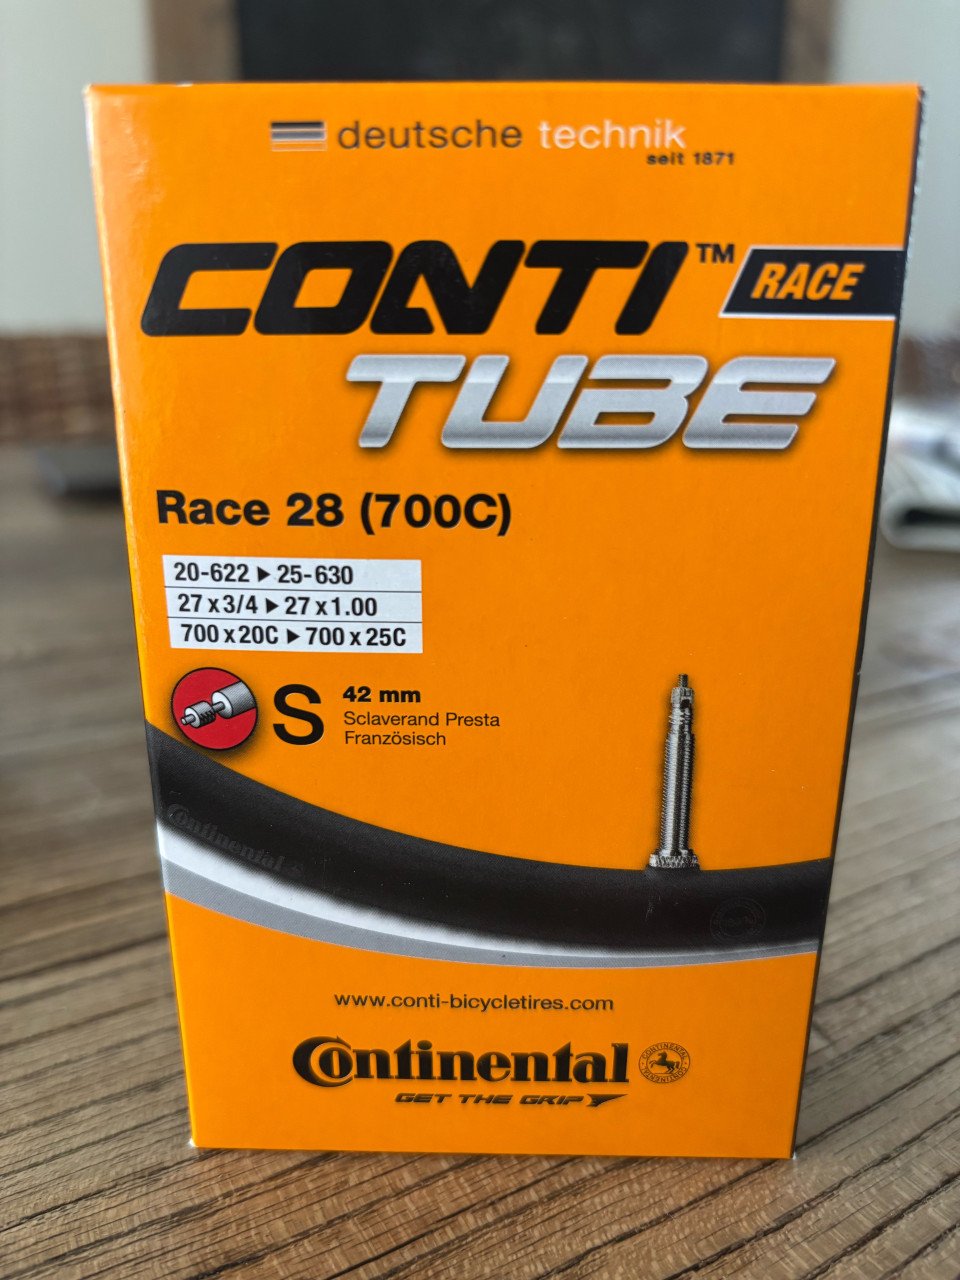 deutsche technik
seit 1871
CONTI™ RACE
TUBE
Race 28 (700C)
20-622 ▶ 25-630
27 x 3/4 ▶ 27 x 1.00
700 x 20C ▶ 700 x 25C
S 42 mm
Sclaverand Presta
Französisch
Continental
www.conti-bicycletires.com
Continental
CONTINENTAL CONTINENTAL
GET THE GRIP